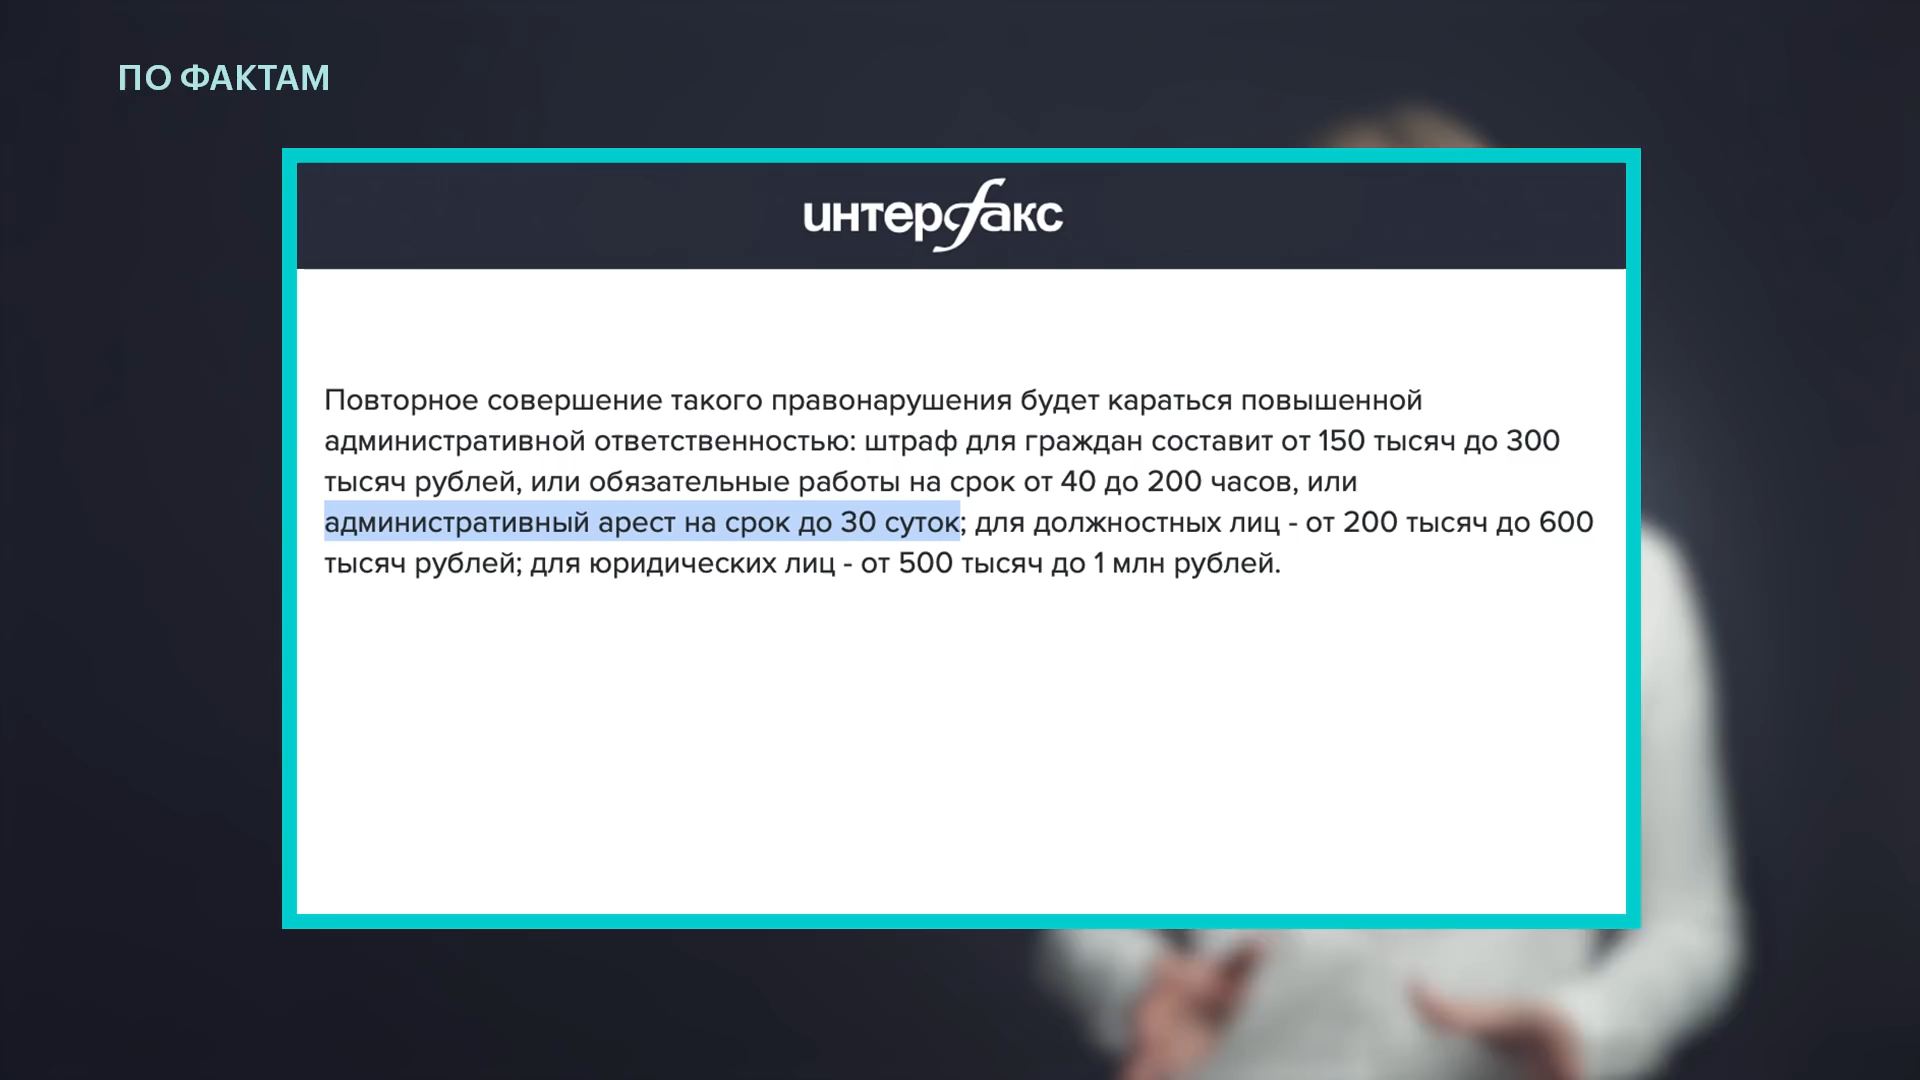 ПО ФАКТАМ
интерфакс
Повторное совершение такого правонарушения будет караться повышенной
административной ответственностью: штраф для граждан составит от 150 тысяч до 300
тысяч рублей, или обязательные работы на срок от 40 до 200 часов, или
административный арест на срок до 30 суток; для должностных лиц - от 200 тысяч до 600
тысяч рублей; для юридических лиц - от 500 тысяч до 1 млн рублей.